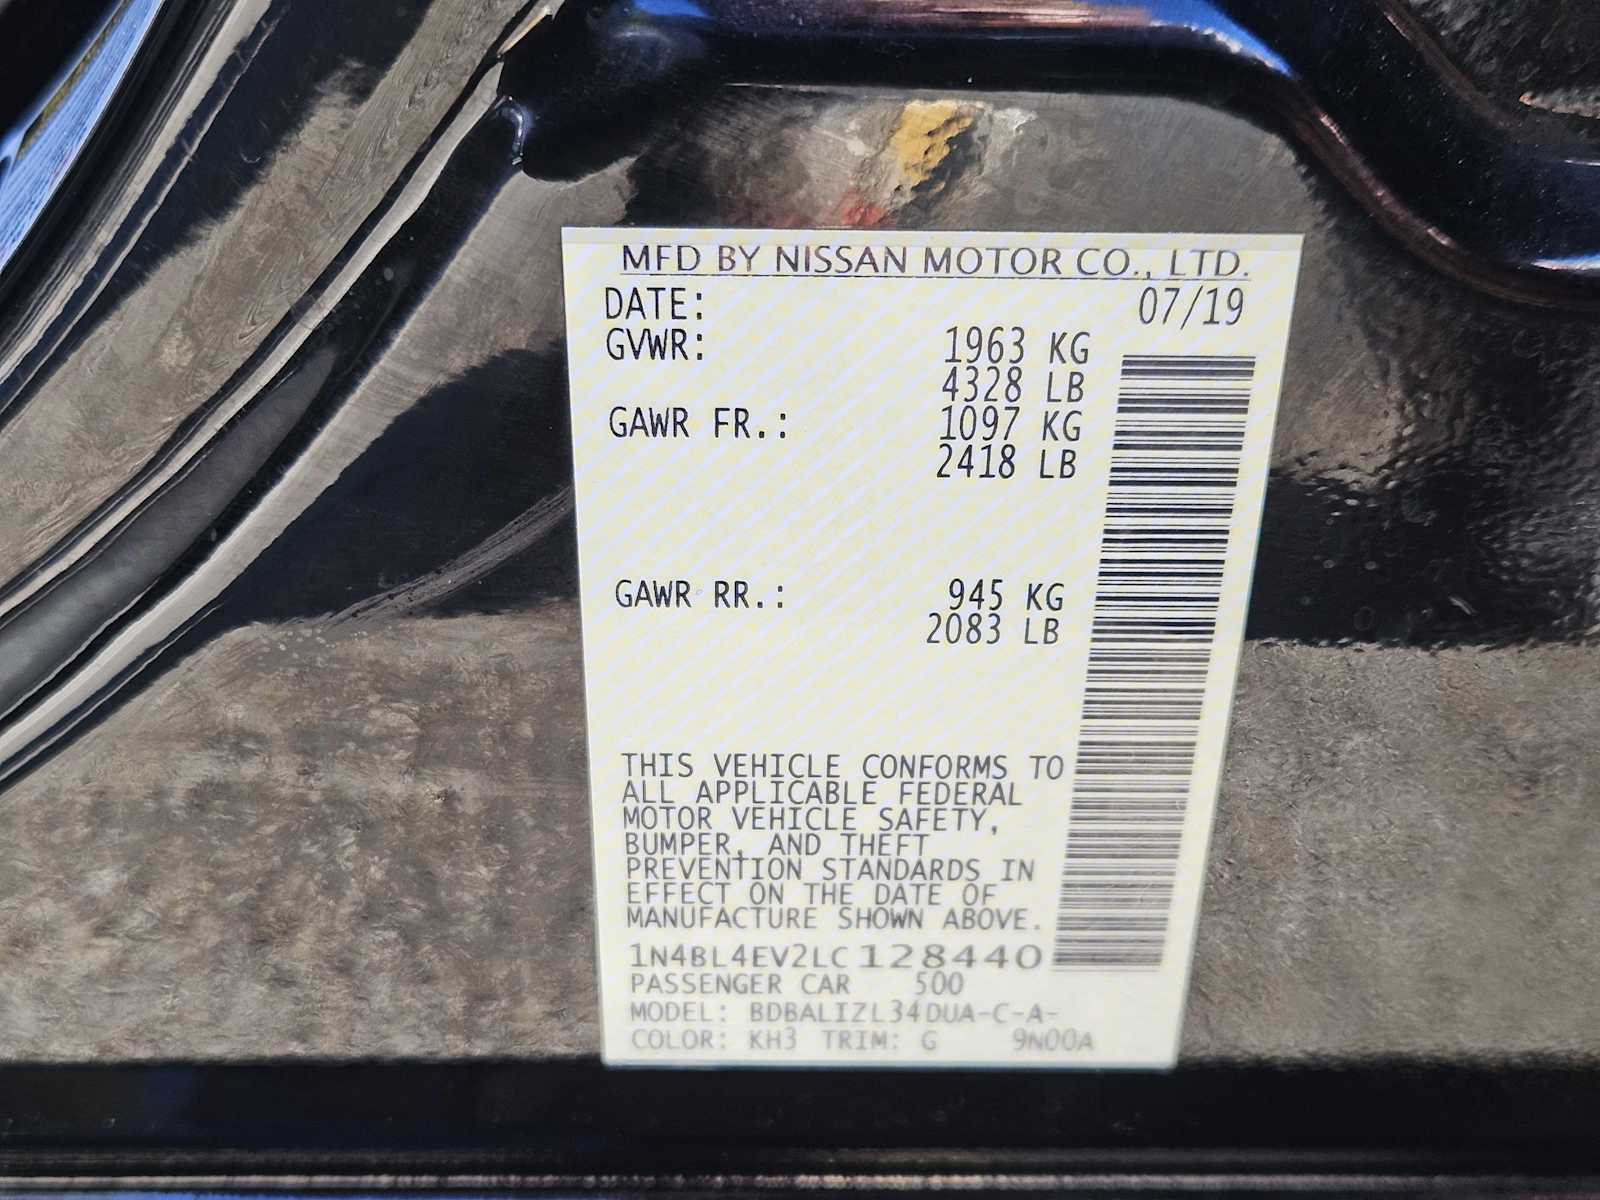 MFD BY NISSAN MOTOR CO., LTD.
DATE: 07/19
GVWR: 1963 KG
4328 LB
GAWR FR.: 1097 KG
2418 LB
GAWR RR.: 945 KG
2083 LB
THIS VEHICLE CONFORMS TO
ALL APPLICABLE FEDERAL
MOTOR VEHICLE SAFETY,
BUMPER, AND THEFT
PREVENTION STANDARDS IN
EFFECT ON THE DATE OF
MANUFACTURE SHOWN ABOVE.
1N4BL4EV2LC128440
PASSENGER CAR 500
MODEL: BDBALIZL34DUA-C-A-
COLOR: KH3 TRIM: G 9N00A